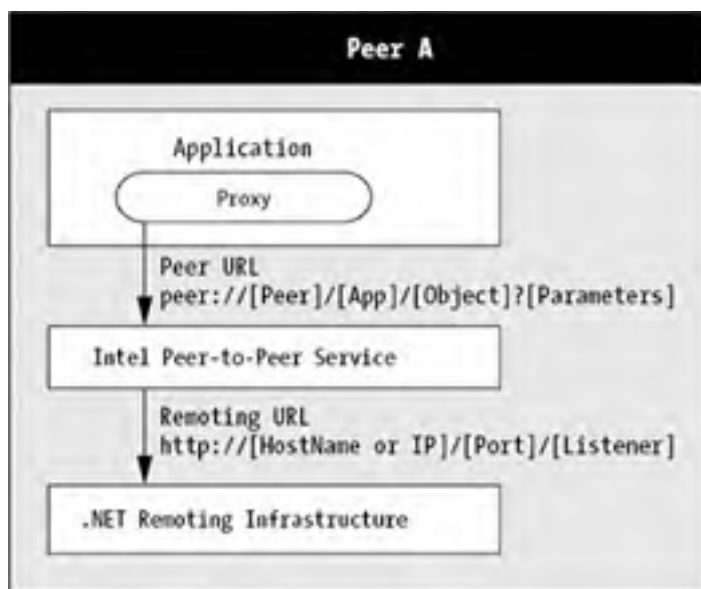 Peer A
Application
Proxy
Peer URL
peer://[Peer]/[App]/[Object]?[Parameters]
Intel Peer-to-Peer Service
Remoting URL
http://[HostName or IP]/[Port]/[Listener]
.NET Remoting Infrastructure